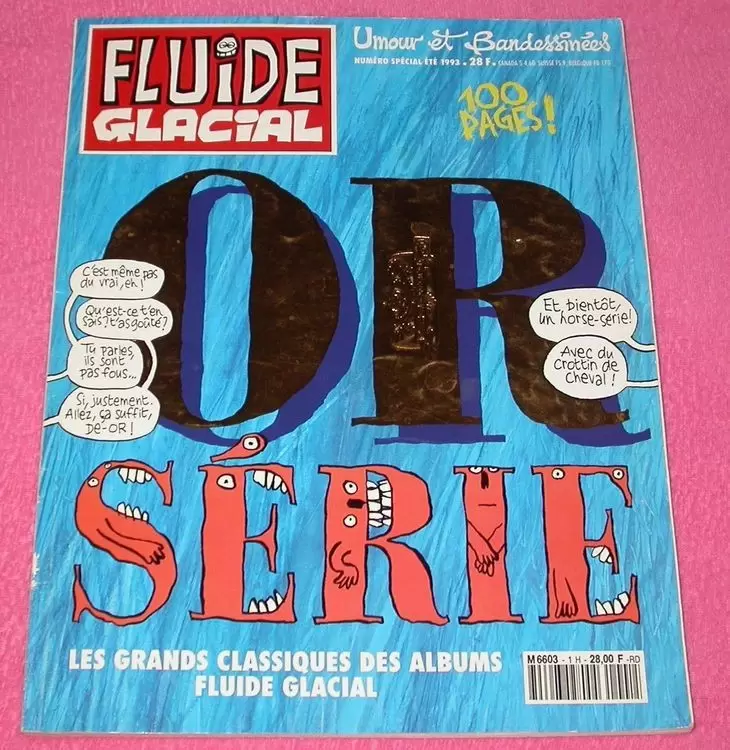 FLUIDE
GLACIAL
Umour et Bandessinées
NUMÉRO SPÉCIAL ÉTÉ 1993 . 28 F.
100
PAGES!
OR
C'est même pas
du vrai, eh!
Qu'est-ce t'en
sais? t'as goûté?
Tu parles,
ils sont
pas fous...
Si, justement.
Allez, ça suffit,
DE-OR!
Et, bientôt,
un horse-série!
Avec du
crottin de
cheval!
SÉRIE
LES GRANDS CLASSIQUES DES ALBUMS
FLUIDE GLACIAL
M 6603 - 1 H - 28,00 F -RD